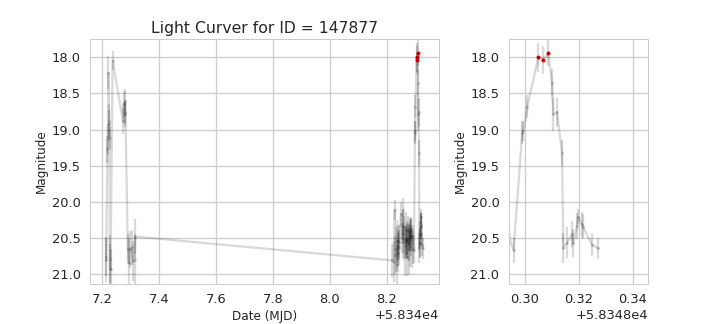 Light Curver for ID = 147877
Magnitude
18.0
18.5
19.0
19.5
20.0
20.5
21.0
7.2 7.4 7.6 7.8 8.0 8.2
Date (MJD)
+5.834e4
Magnitude
18.0
18.5
19.0
19.5
20.0
20.5
21.0
0.30 0.32 0.34
+5.8348e4